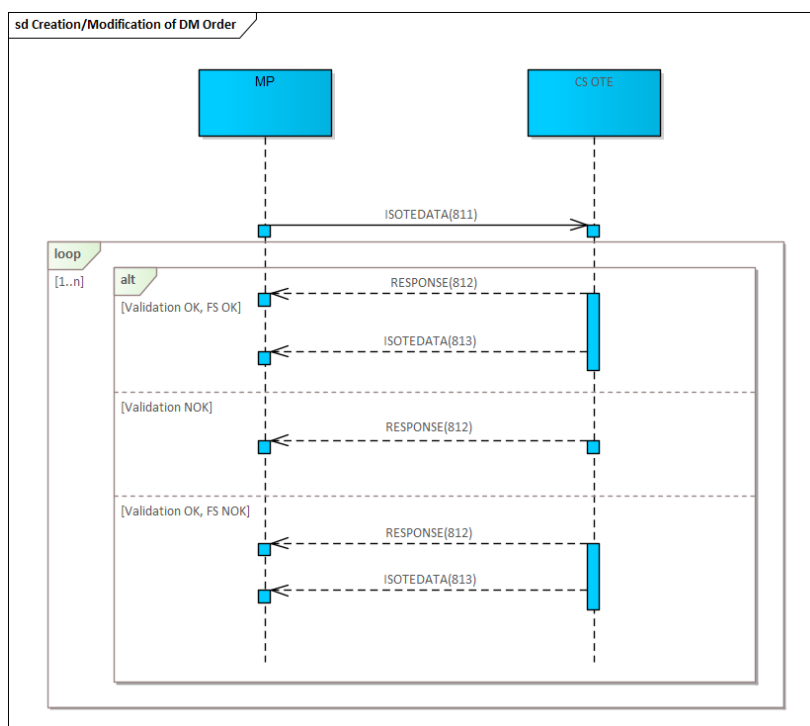 sd Creation/Modification of DM Order
MP
CS OTE
ISOTEDATA(811)
loop
[1..n]
alt
RESPONSE(812)
[Validation OK, FS OK]
ISOTEDATA(813)
[Validation NOK]
RESPONSE(812)
[Validation OK, FS NOK]
RESPONSE(812)
ISOTEDATA(813)